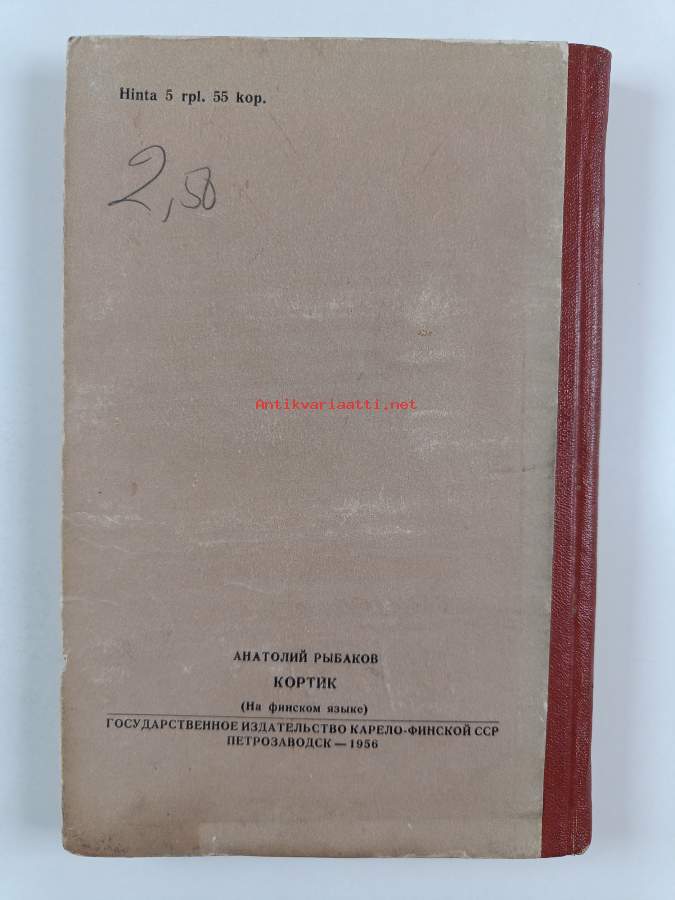 Hinta 5 rpl. 55 kop.
2,50
Antikvariaatti.net
АНАТОЛИЙ РЫБАКОВ
КОРТИК
(На финском языке)
ГОСУДАРСТВЕННОЕ ИЗДАТЕЛЬСТВО КАРЕЛО-ФИНСКОЙ ССР
ПЕТРОЗАВОДСК — 1956